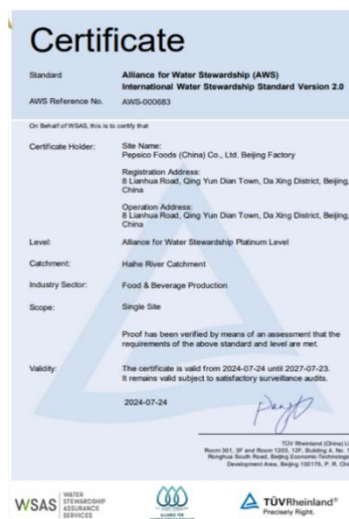 Certificate
Standard
Alliance for Water Stewardship (AWS)
International Water Stewardship Standard Version 2.0
AWS Reference No.
AWS-000683
On Behalf of WSAS, this is to certify that
Certificate Holder:
Site Name:
Pepsico Foods (China) Co., Ltd. Beijing Factory
Registration Address:
8 Lianhua Road, Qing Yun Dian Town, Da Xing District, Beijing,
China
Operation Address:
8 Lianhua Road, Qing Yun Dian Town, Da Xing District, Beijing,
China
Level:
Alliance for Water Stewardship Platinum Level
Catchment:
Haihe River Catchment
Industry Sector:
Food & Beverage Production
Scope:
Single Site
Proof has been verified by means of an assessment that the
requirements of the above standard and level are met.
Validity:
The certificate is valid from 2024-07-24 until 2027-07-23.
It remains valid subject to satisfactory surveillance audits.
2024-07-24
TÜV Rheinland (China)
Room 301, 3F and Room 1203, 12F, Building 4, No.
Ronghua South Road, Beijing
Development Area, Beijing 100176, P. R.
WSAS
WATER
STEWARDSHIP
ASSURANCE
SERVICES
TÜVRheinland®
Precisely Right.